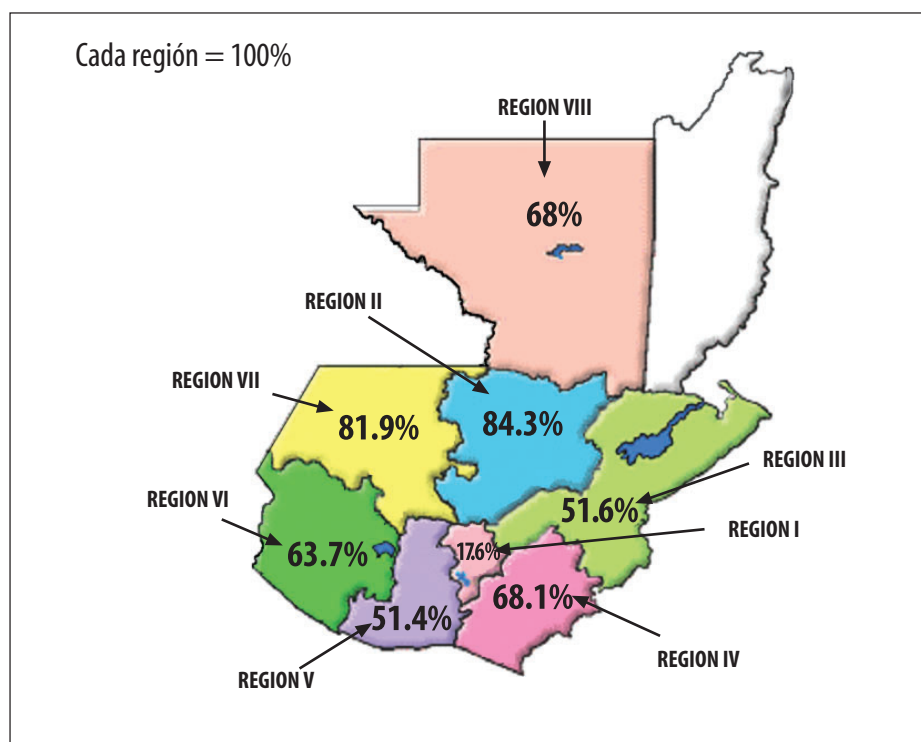 Cada región = 100%
REGION VIII
68%
REGION II
REGION VII
81.9%
84.3%
REGION III
REGION VI
51.6%
REGION I
17.6%
63.7%
68.1%
51.4%
REGION IV
REGION V